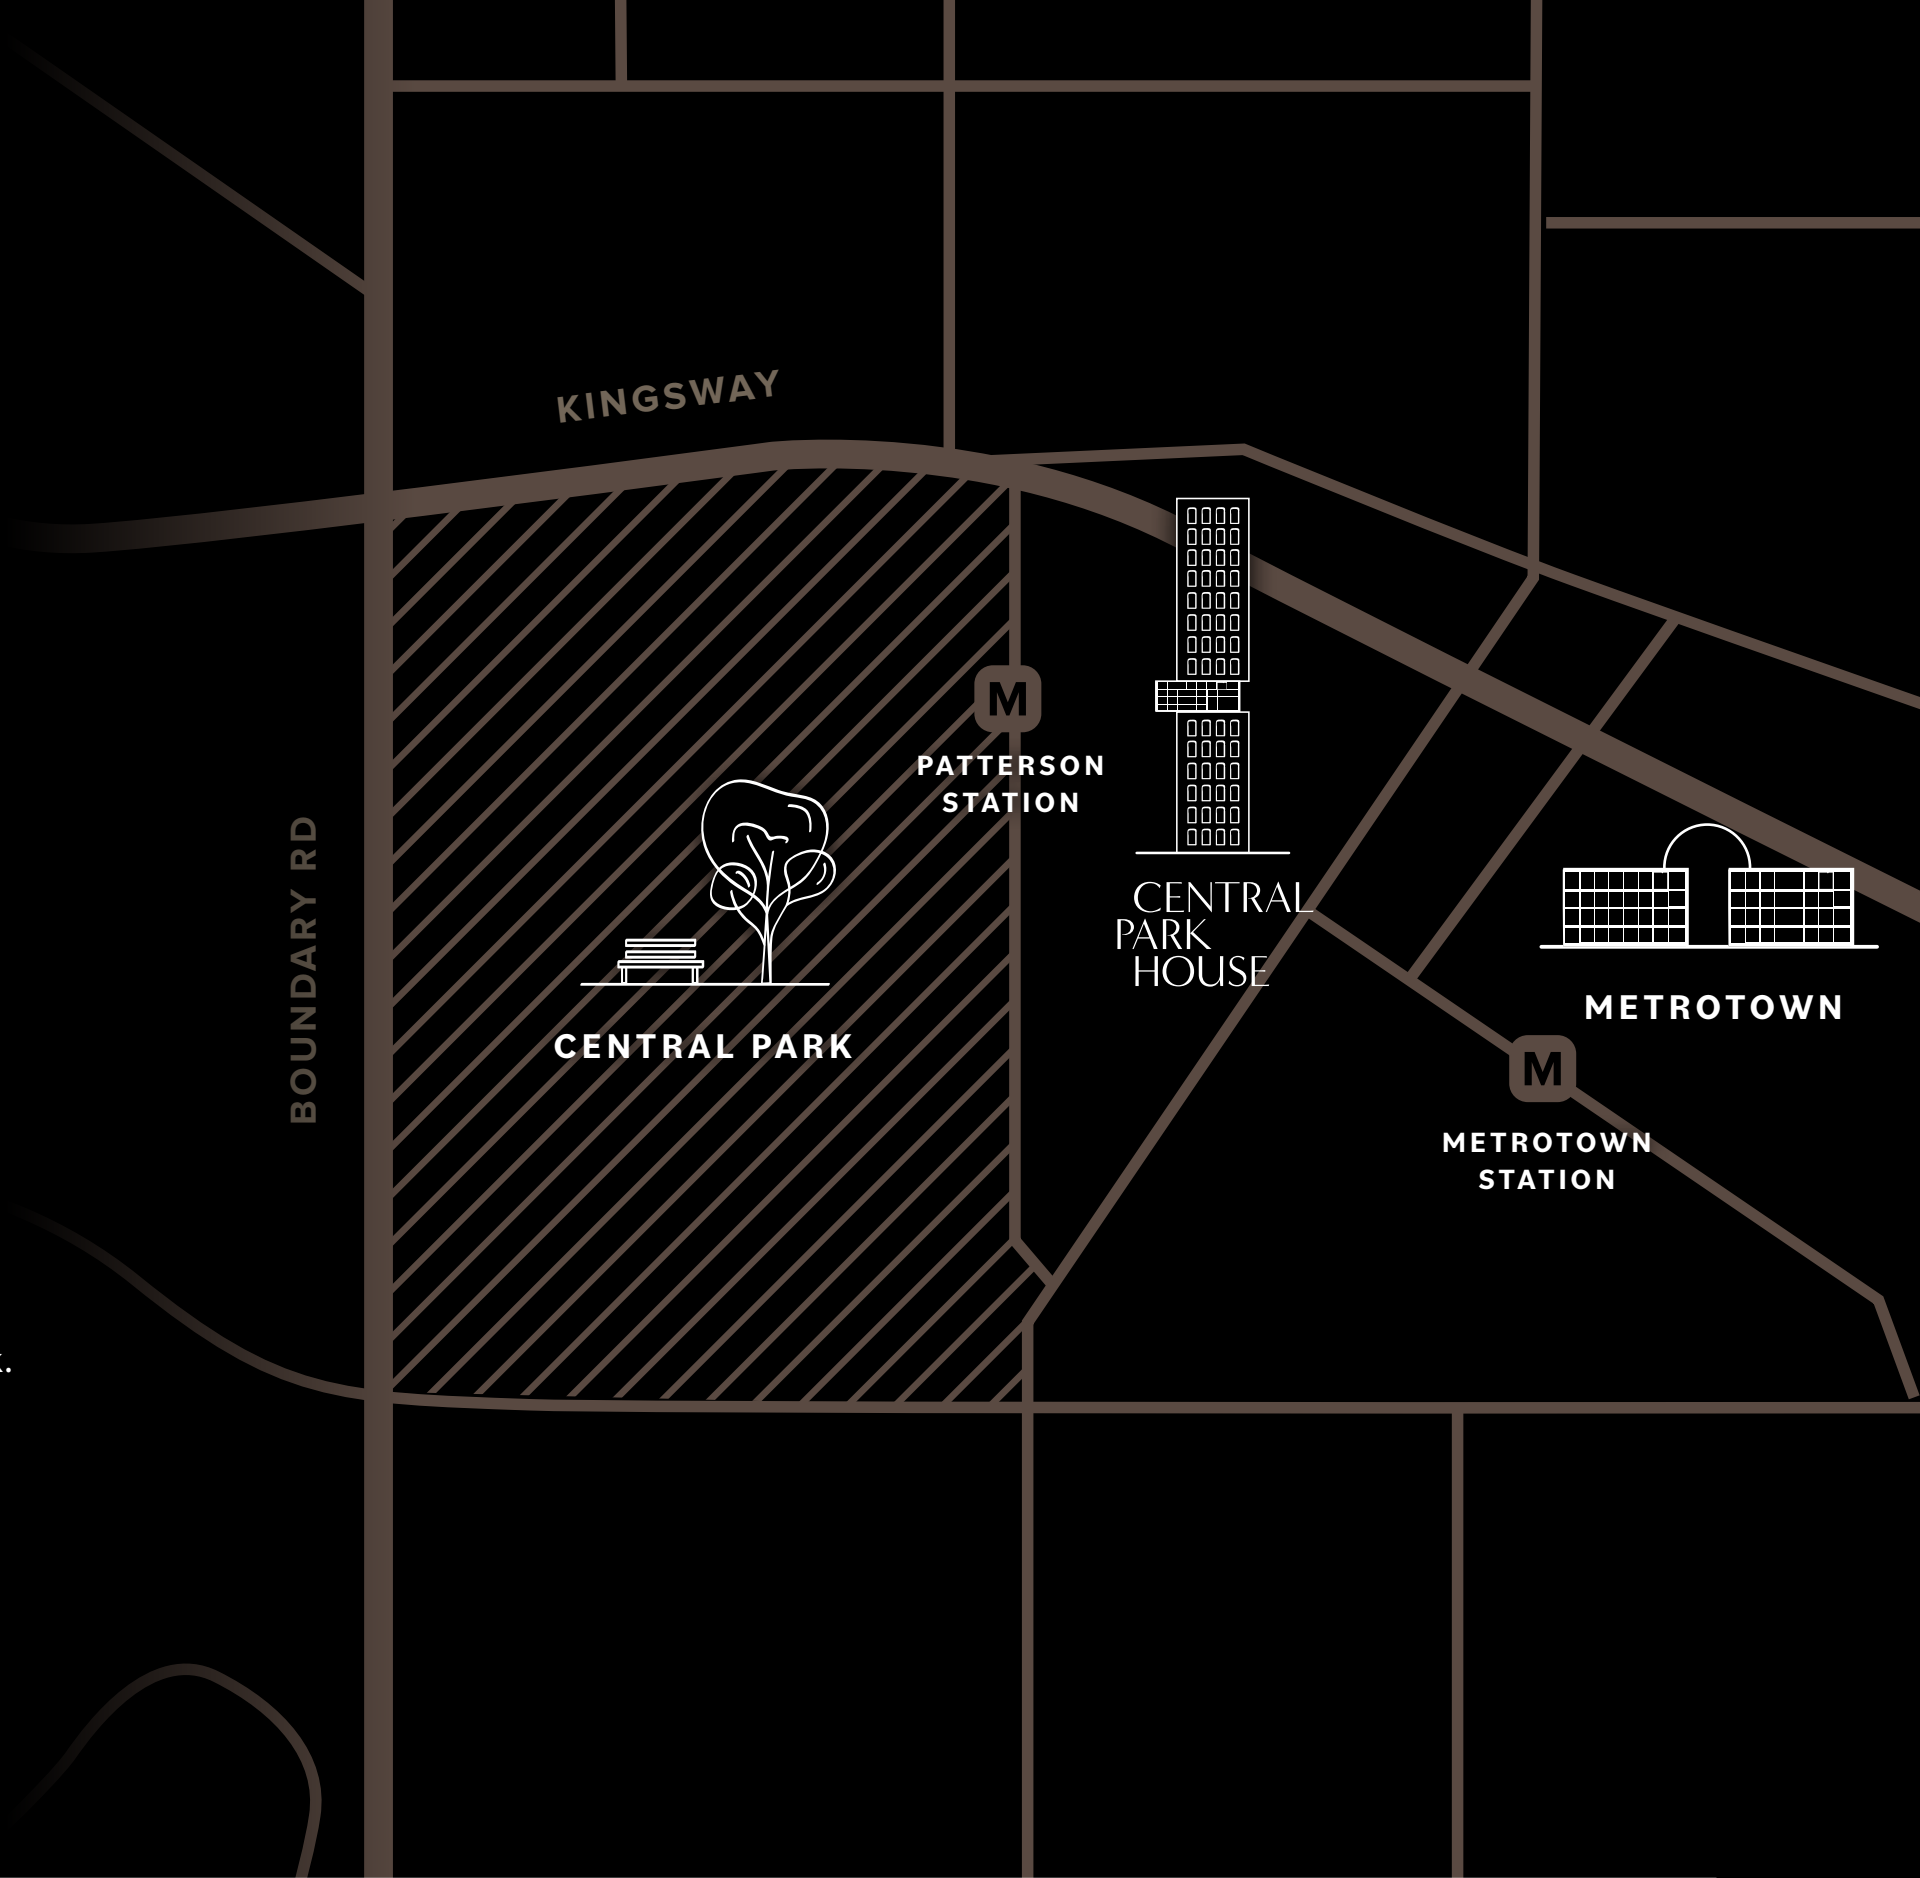 KINGSWAY
M
PATTERSON
STATION
BOUNDARY RD
CENTRAL
PARK
HOUSE
METROTOWN
CENTRAL PARK
M
METROTOWN
STATION